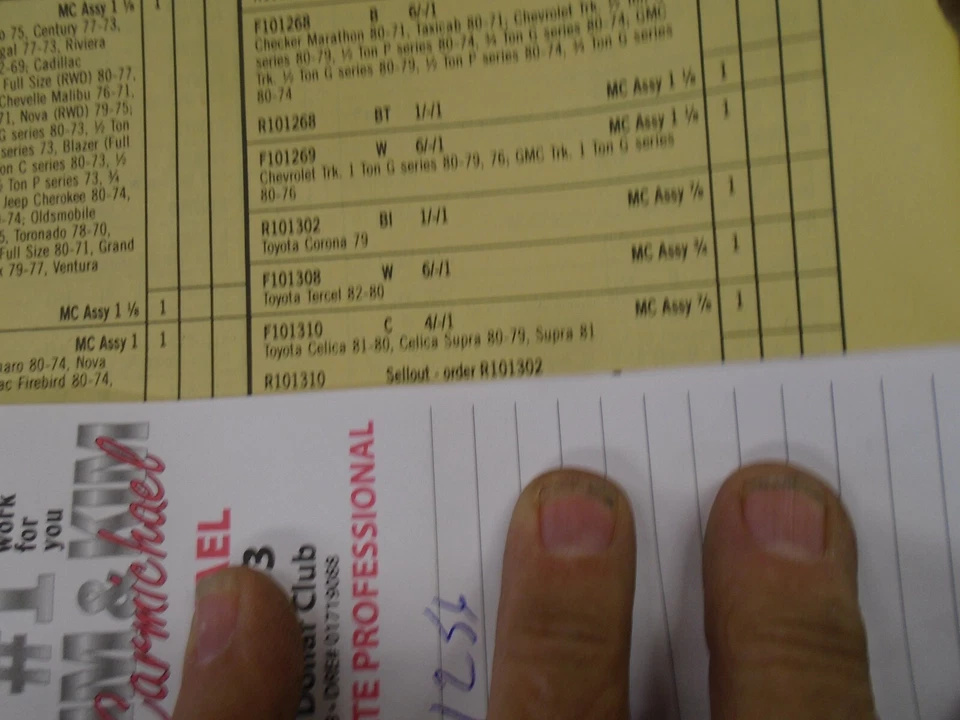 MC Assy 1 ⅛ 1
o 75, Century 77-73,
gal 77-73, Riviera
2-69; Cadillac
Full Size (RWD) 80-77,
Chevelle Malibu 76-71,
71, Nova (RWD) 79-75;
G series 80-73, ½ Ton
series 73, Blazer (Full
on C series 80-73, ½
Ton P series 73, ¾
Jeep Cherokee 80-74,
-74; Oldsmobile
5, Toronado 78-70,
Full Size 80-71, Grand
x 79-77, Ventura
MC Assy 1 ⅛ 1
MC Assy 1 1
maro 80-74, Nova
ac Firebird 80-74,
F101268 B 6/-/1
Checker Marathon 80-71, Taxicab 80-71; Chevrolet Trk. ½ Ton
series 80-79, ½ Ton P series 80-74, ¾ Ton G series 80-74, GMC
Trk. ½ Ton G series 80-79, ½ Ton P series 80-74, ¾ Ton G series
80-74 MC Assy 1 ⅛ 1
R101268 BT 1/-/1 MC Assy 1 ⅛ 1
F101269 W 6/-/1
Chevrolet Trk. 1 Ton G series 80-79, 76; GMC Trk. 1 Ton G series
80-76 MC Assy ⅞ 1
R101302 BI 1/-/1
Toyota Corona 79 MC Assy ¾ 1
F101308 W 6/-/1
Toyota Tercel 82-80 MC Assy ⅞ 1
F101310 C 4/-/1
Toyota Celica 81-80, Celica Supra 80-79, Supra 81
R101310 Sellout - order R101302
#1
work
for
you
M & KIM
armichael
AEL
3
Club
DRE# 01719068
TE PROFESSIONAL
1254